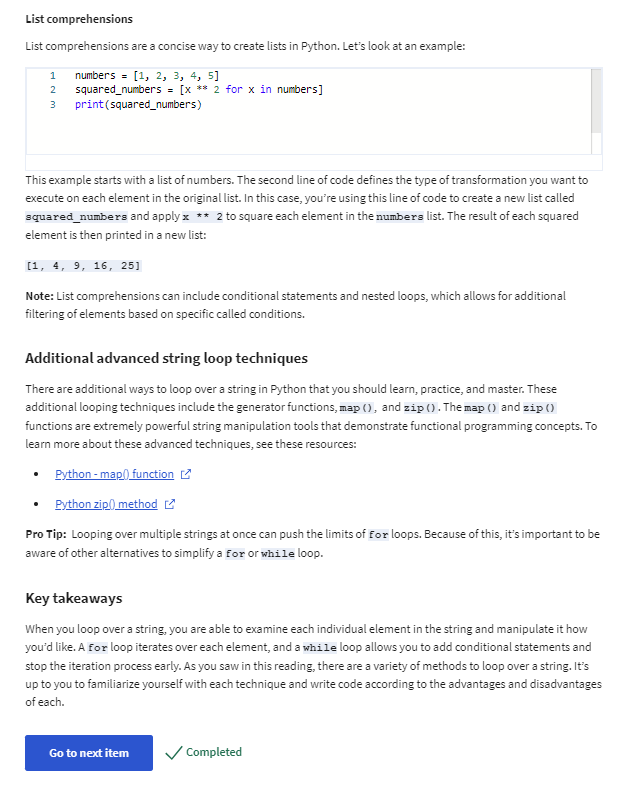 List comprehensions
List comprehensions are a concise way to create lists in Python. Let's look at an example:
1 numbers = [1, 2, 3, 4, 5]
2 squared_numbers = [x ** 2 for x in numbers]
3 print(squared_numbers)
This example starts with a list of numbers. The second line of code defines the type of transformation you want to
execute on each element in the original list. In this case, you're using this line of code to create a new list called
squared_numbers and apply x ** 2 to square each element in the numbers list. The result of each squared
element is then printed in a new list:
[1, 4, 9, 16, 25]
Note: List comprehensions can include conditional statements and nested loops, which allows for additional
filtering of elements based on specific called conditions.
Additional advanced string loop techniques
There are additional ways to loop over a string in Python that you should learn, practice, and master. These
additional looping techniques include the generator functions, map(), and zip(). The map() and zip()
functions are extremely powerful string manipulation tools that demonstrate functional programming concepts. To
learn more about these advanced techniques, see these resources:
• Python - map() function
• Python zip() method
Pro Tip: Looping over multiple strings at once can push the limits of for loops. Because of this, it's important to be
aware of other alternatives to simplify a for or while loop.
Key takeaways
When you loop over a string, you are able to examine each individual element in the string and manipulate it how
you'd like. A for loop iterates over each element, and a while loop allows you to add conditional statements and
stop the iteration process early. As you saw in this reading, there are a variety of methods to loop over a string. It's
up to you to familiarize yourself with each technique and write code according to the advantages and disadvantages
of each.
Go to next item Completed